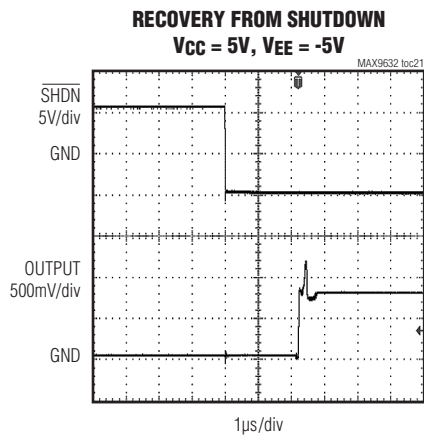 RECOVERY FROM SHUTDOWN
VCC = 5V, VEE = -5V
MAX9632 toc21
SHDN
5V/div
GND
OUTPUT
500mV/div
GND
1µs/div